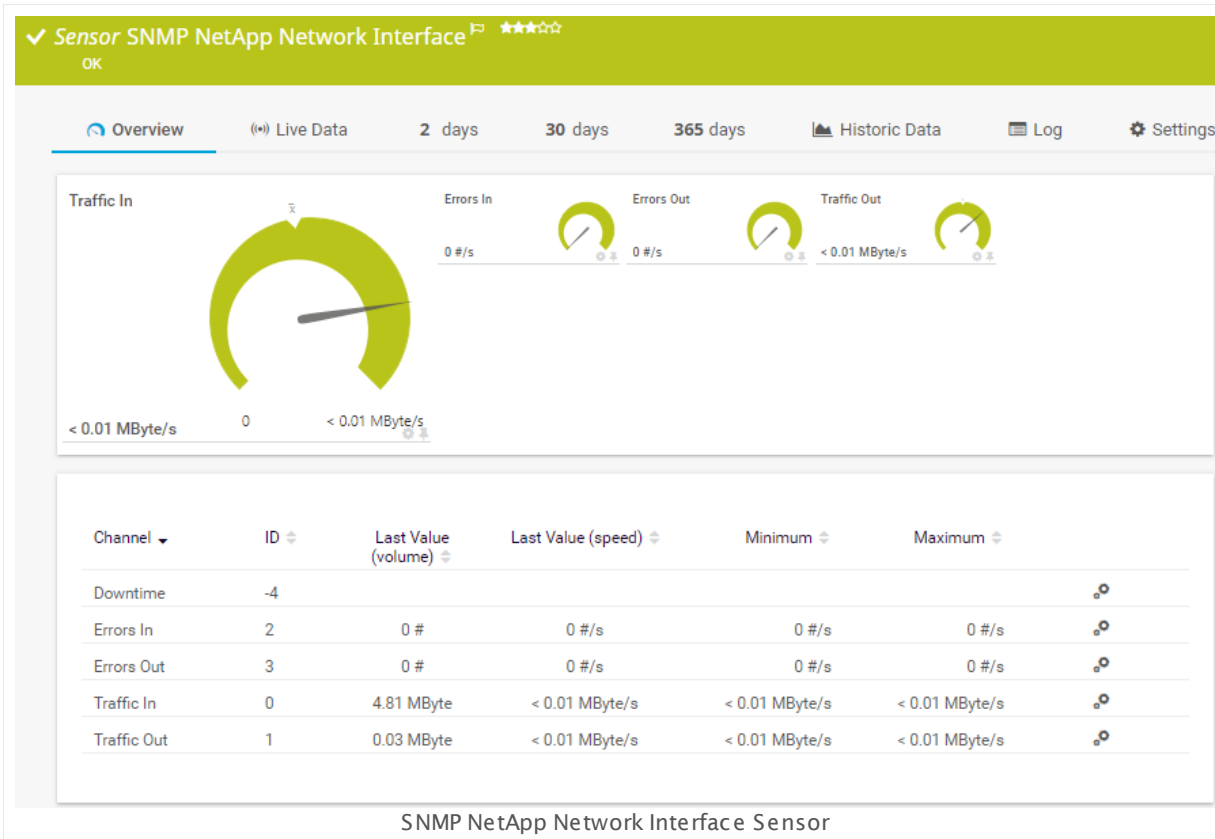 Sensor SNMP NetApp Network Interface
OK
Overview Live Data 2 days 30 days 365 days Historic Data Log Settings
Traffic In
x̄
< 0.01 MByte/s
0
< 0.01 MByte/s
Errors In
0 #/s
Errors Out
0 #/s
Traffic Out
< 0.01 MByte/s
Channel ID Last Value (volume) Last Value (speed) Minimum Maximum
Downtime -4
Errors In 2 0 # 0 #/s 0 #/s 0 #/s
Errors Out 3 0 # 0 #/s 0 #/s 0 #/s
Traffic In 0 4.81 MByte < 0.01 MByte/s < 0.01 MByte/s < 0.01 MByte/s
Traffic Out 1 0.03 MByte < 0.01 MByte/s < 0.01 MByte/s < 0.01 MByte/s
SNMP NetApp Network Interface Sensor